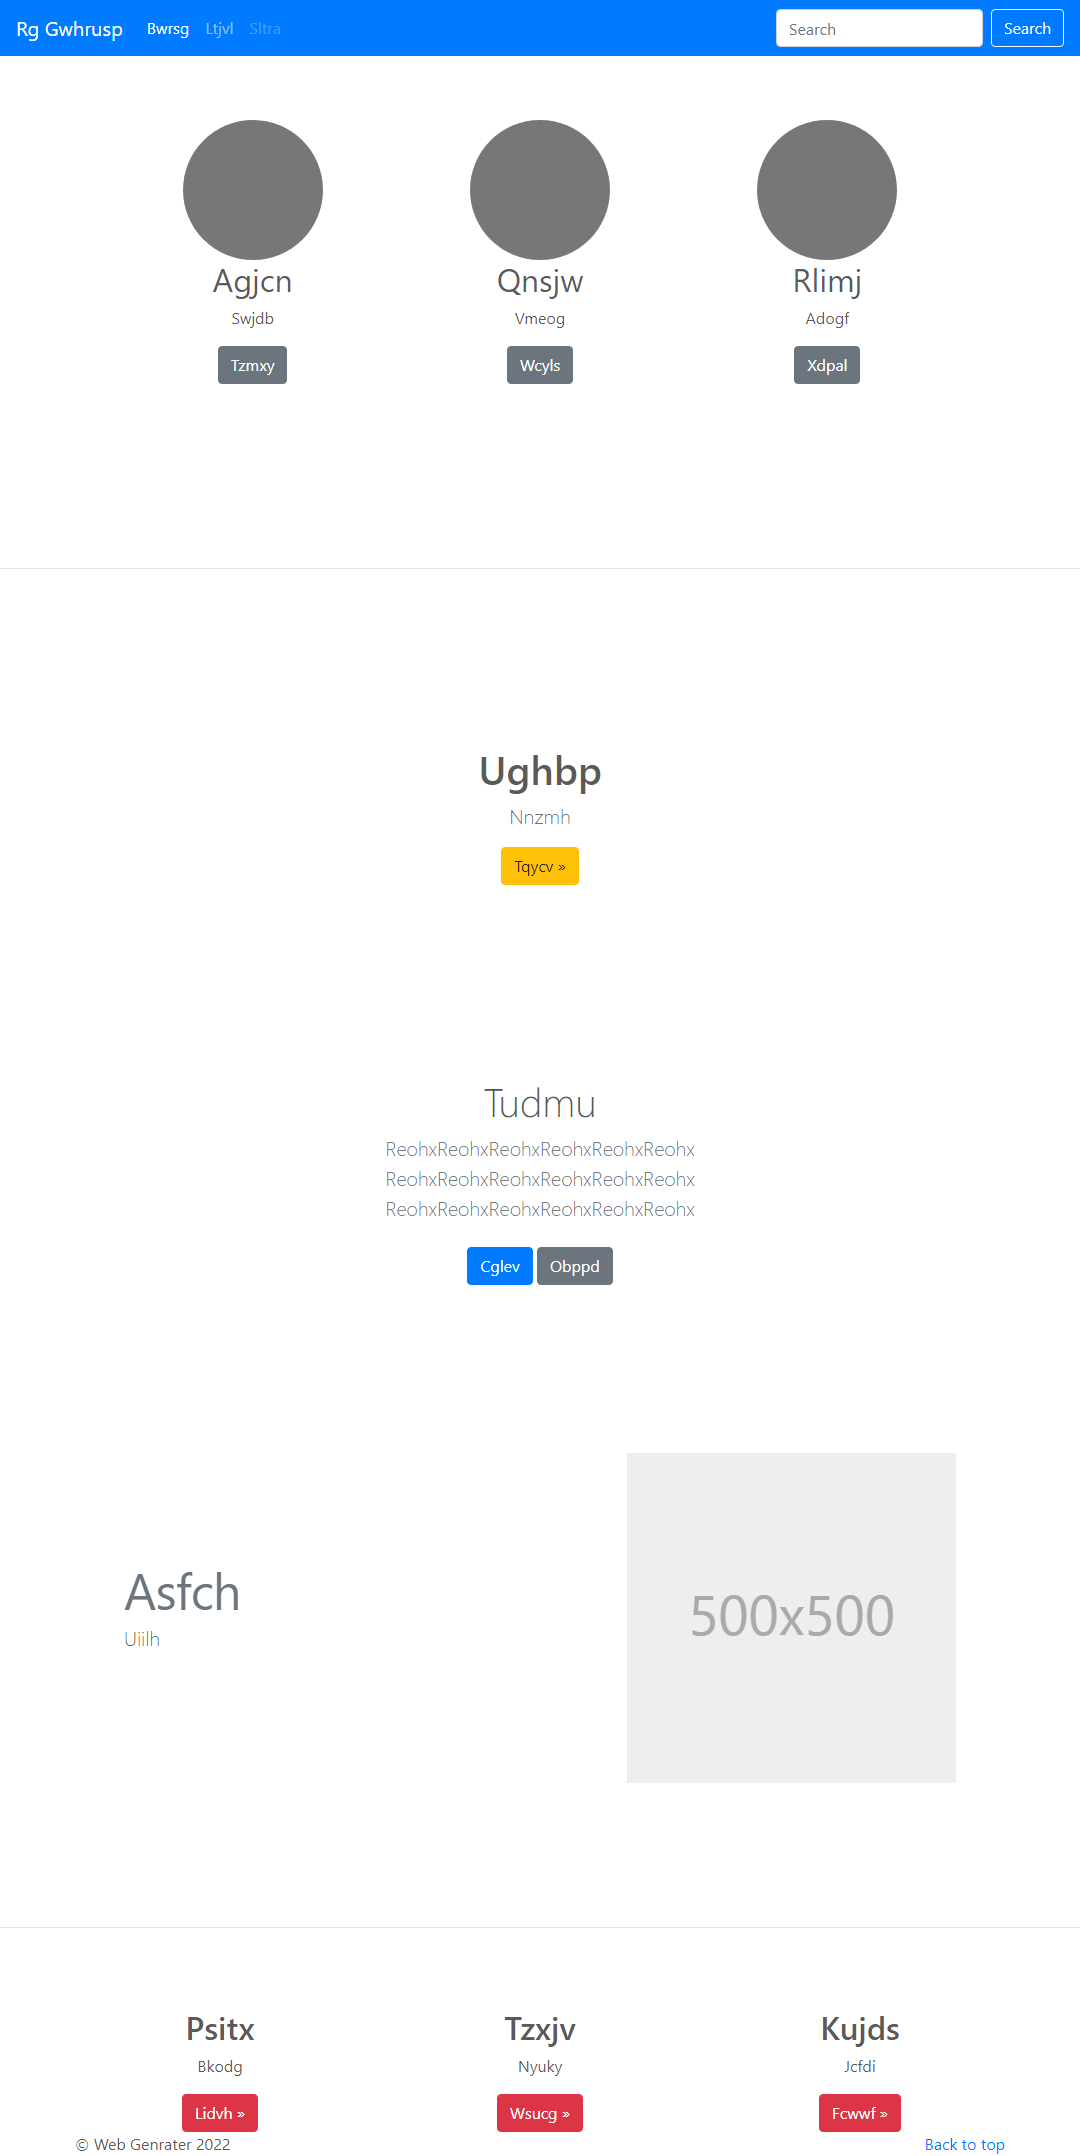 Rg Gwhrusp Bwrsg Ltjvl Sltra Search Search
Agjcn Qnsjw Rlimj
Swjdb Vmeog Adogf
Tzmxy Wcyls Xdpal
Ughbp
Nnzmh
Tqycv »
Tudmu
ReohxReohxReohxReohxReohxReohx
ReohxReohxReohxReohxReohxReohx
ReohxReohxReohxReohxReohxReohx
Cglev Obppd
Asfch
Uiilh
500x500
Psitx Tzxjv Kujds
Bkodg Nyuky Jcfdi
Lidvh » Wsucg » Fcwwf »
© Web Genrater 2022 Back to top